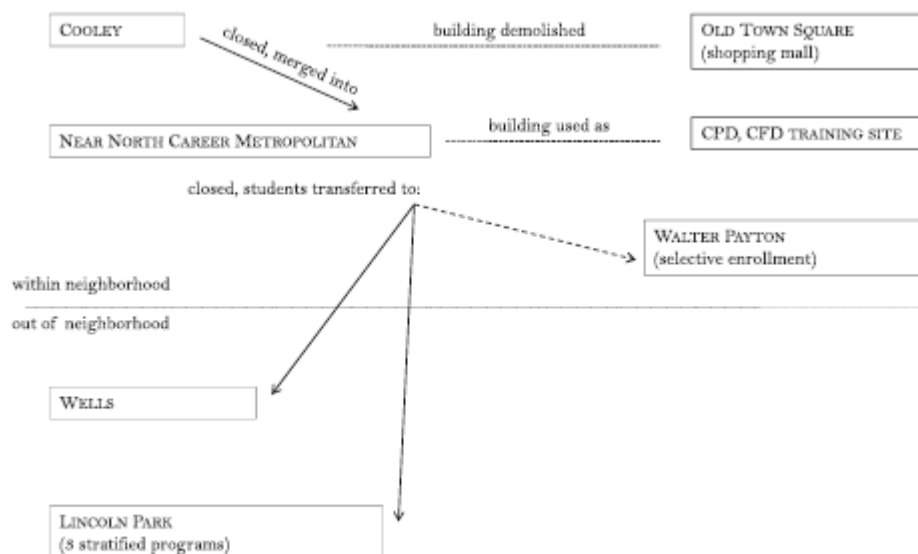 COOLEY
closed, merged into
building demolished
OLD TOWN SQUARE
(shopping mall)
NEAR NORTH CAREER METROPOLITAN
building used as
CPD, CFD TRAINING SITE
closed, students transferred to:
WALTER PAYTON
(selective enrollment)
within neighborhood
out of neighborhood
WELLS
LINCOLN PARK
(3 stratified programs)